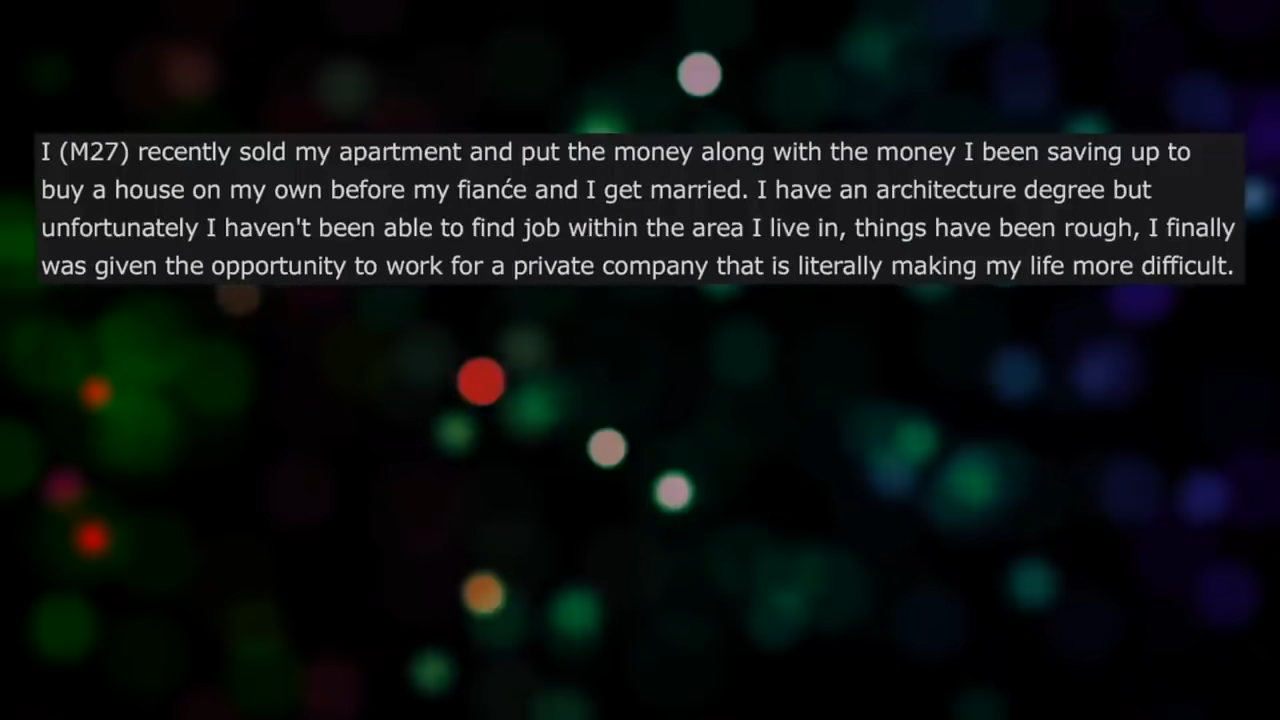 I (M27) recently sold my apartment and put the money along with the money I been saving up to
buy a house on my own before my fianće and I get married. I have an architecture degree but
unfortunately I haven't been able to find job within the area I live in, things have been rough, I finally
was given the opportunity to work for a private company that is literally making my life more difficult.